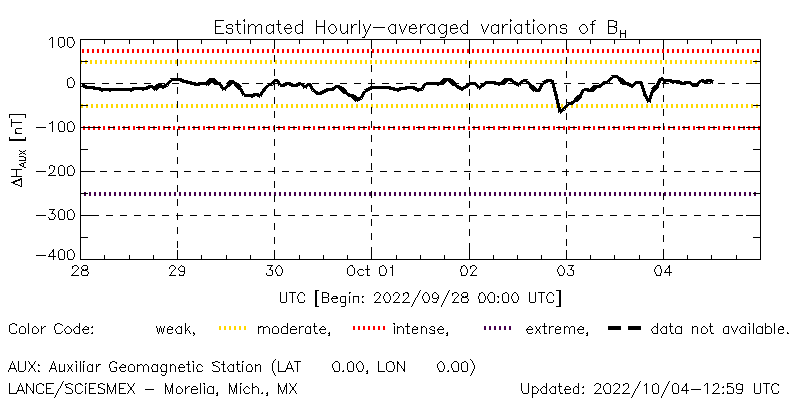 Estimated Hourly-averaged variations of BH
100
0
-100
-200
-300
-400
ΔHAUX [nT]
28 29 30 Oct 01 02 03 04
UTC [Begin: 2022/09/28 00:00 UTC]
Color Code: weak, moderate, intense, extreme, data not available.
AUX: Auxiliar Geomagnetic Station (LAT 0.00, LON 0.00)
LANCE/SCiESMEX - Morelia, Mich., MX Updated: 2022/10/04-12:59 UTC